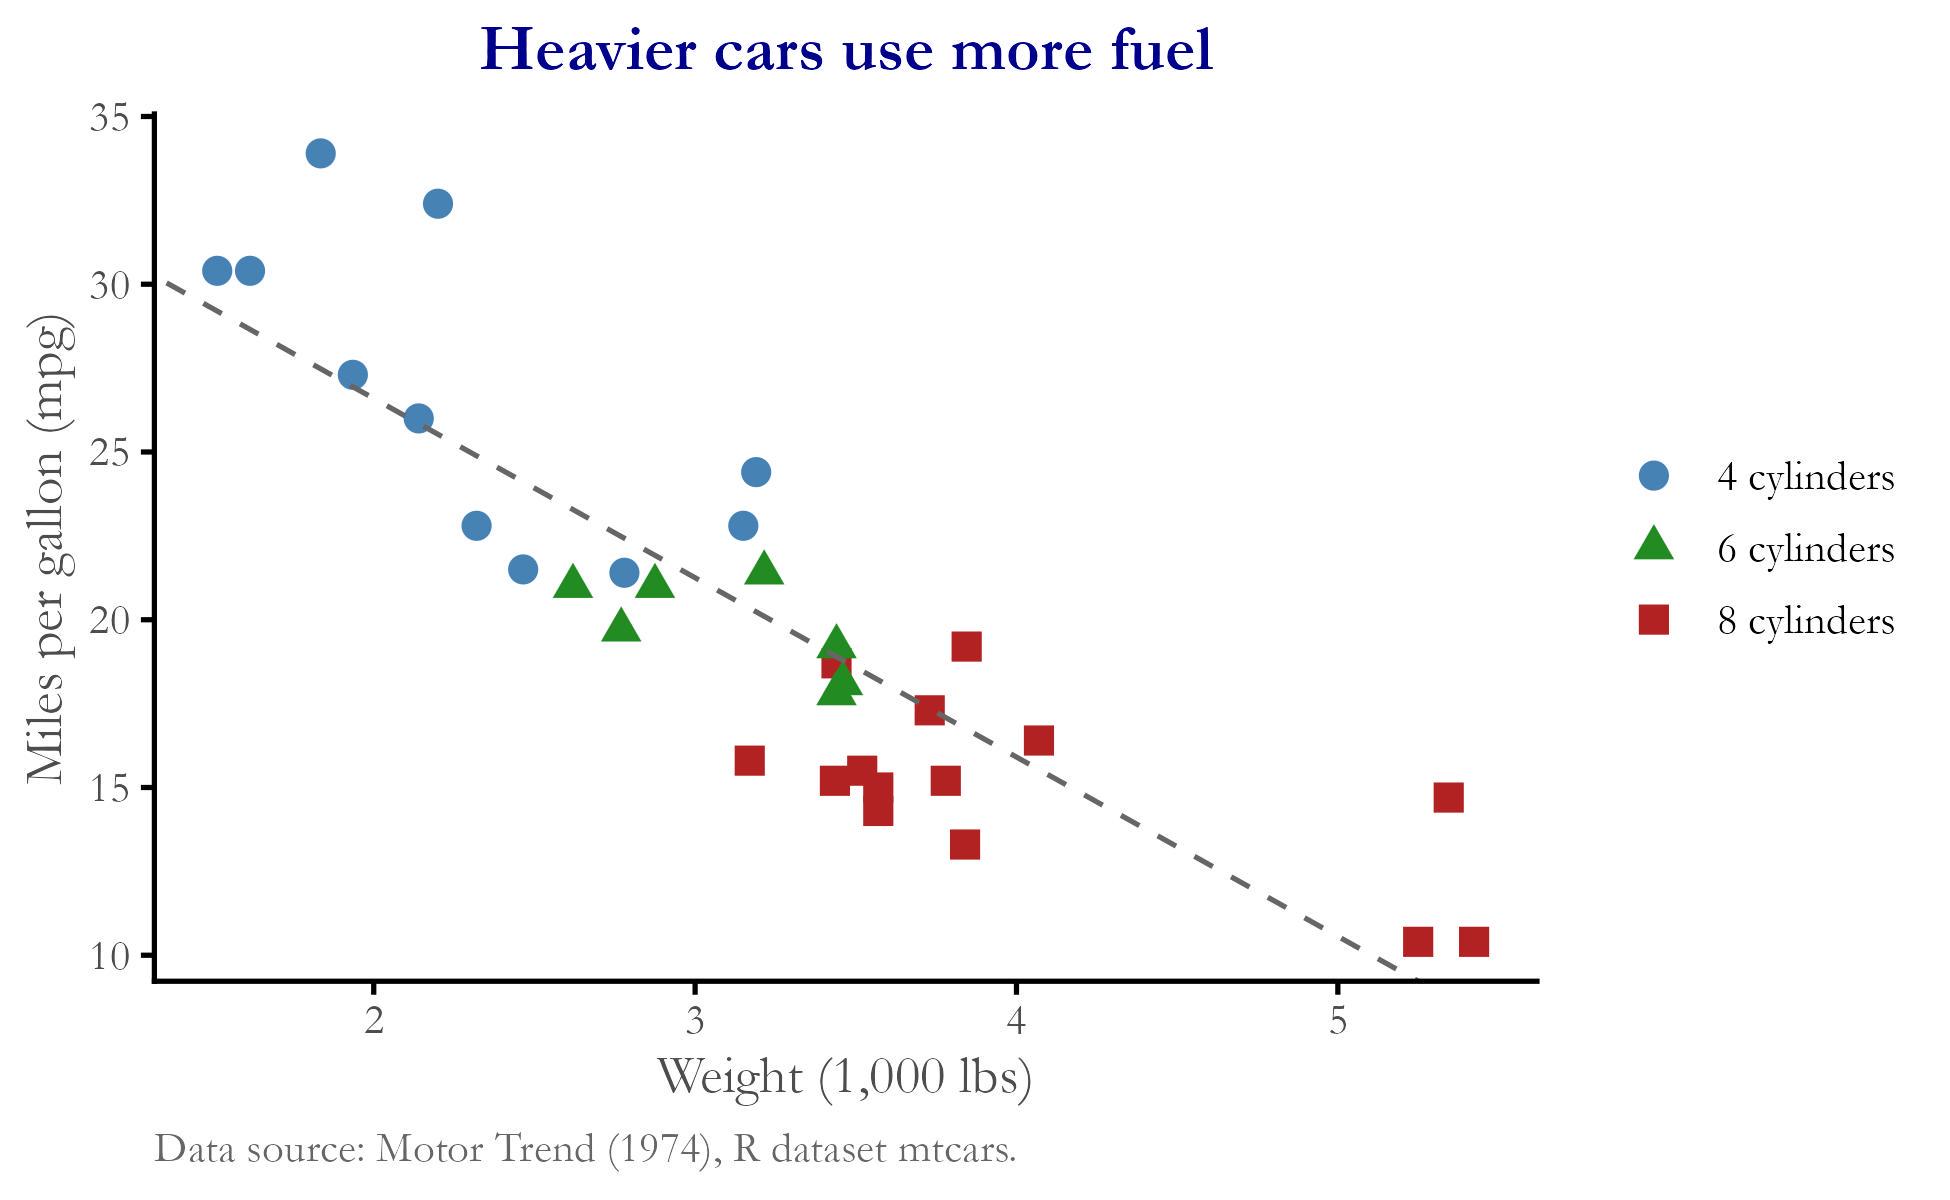 Heavier cars use more fuel
35
30
25
20
15
10
Miles per gallon (mpg)
2
3
4
5
Weight (1,000 lbs)
4 cylinders
6 cylinders
8 cylinders
Data source: Motor Trend (1974), R dataset mtcars.